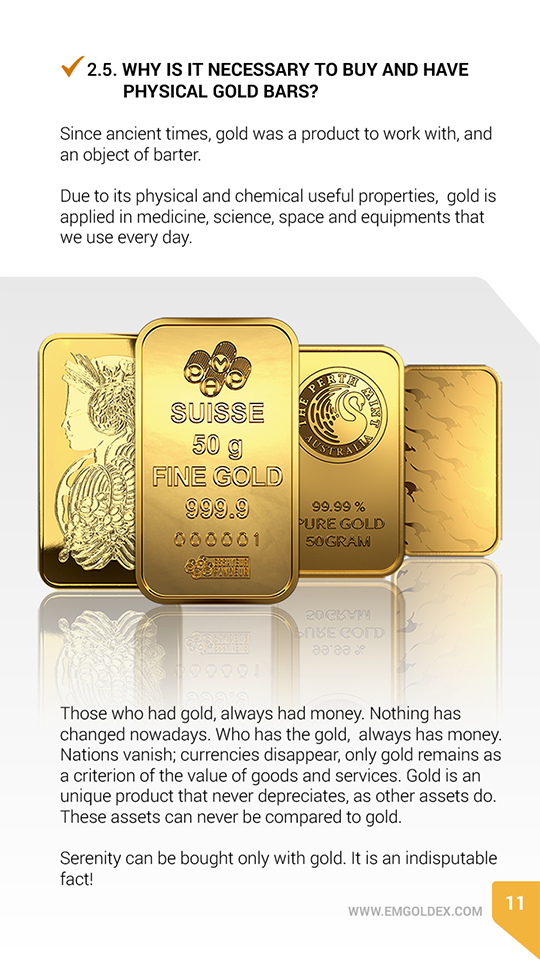 2.5. WHY IS IT NECESSARY TO BUY AND HAVE
PHYSICAL GOLD BARS?
Since ancient times, gold was a product to work with, and
an object of barter.
Due to its physical and chemical useful properties,  gold is
applied in medicine, science, space and equipments that
we use every day.
PAMP
SUISSE
50 g
FINE GOLD
999.9
000001
ESSAYEUR
FONDEUR
THE PERTH MINT
AUSTRALIA
99.99 %
PURE GOLD
50 GRAM
Those who had gold, always had money. Nothing has
changed nowadays. Who has the gold,  always has money.
Nations vanish; currencies disappear, only gold remains as
a criterion of the value of goods and services. Gold is an
unique product that never depreciates, as other assets do.
These assets can never be compared to gold.
Serenity can be bought only with gold. It is an indisputable
fact!
WWW.EMGOLDEX.COM
11